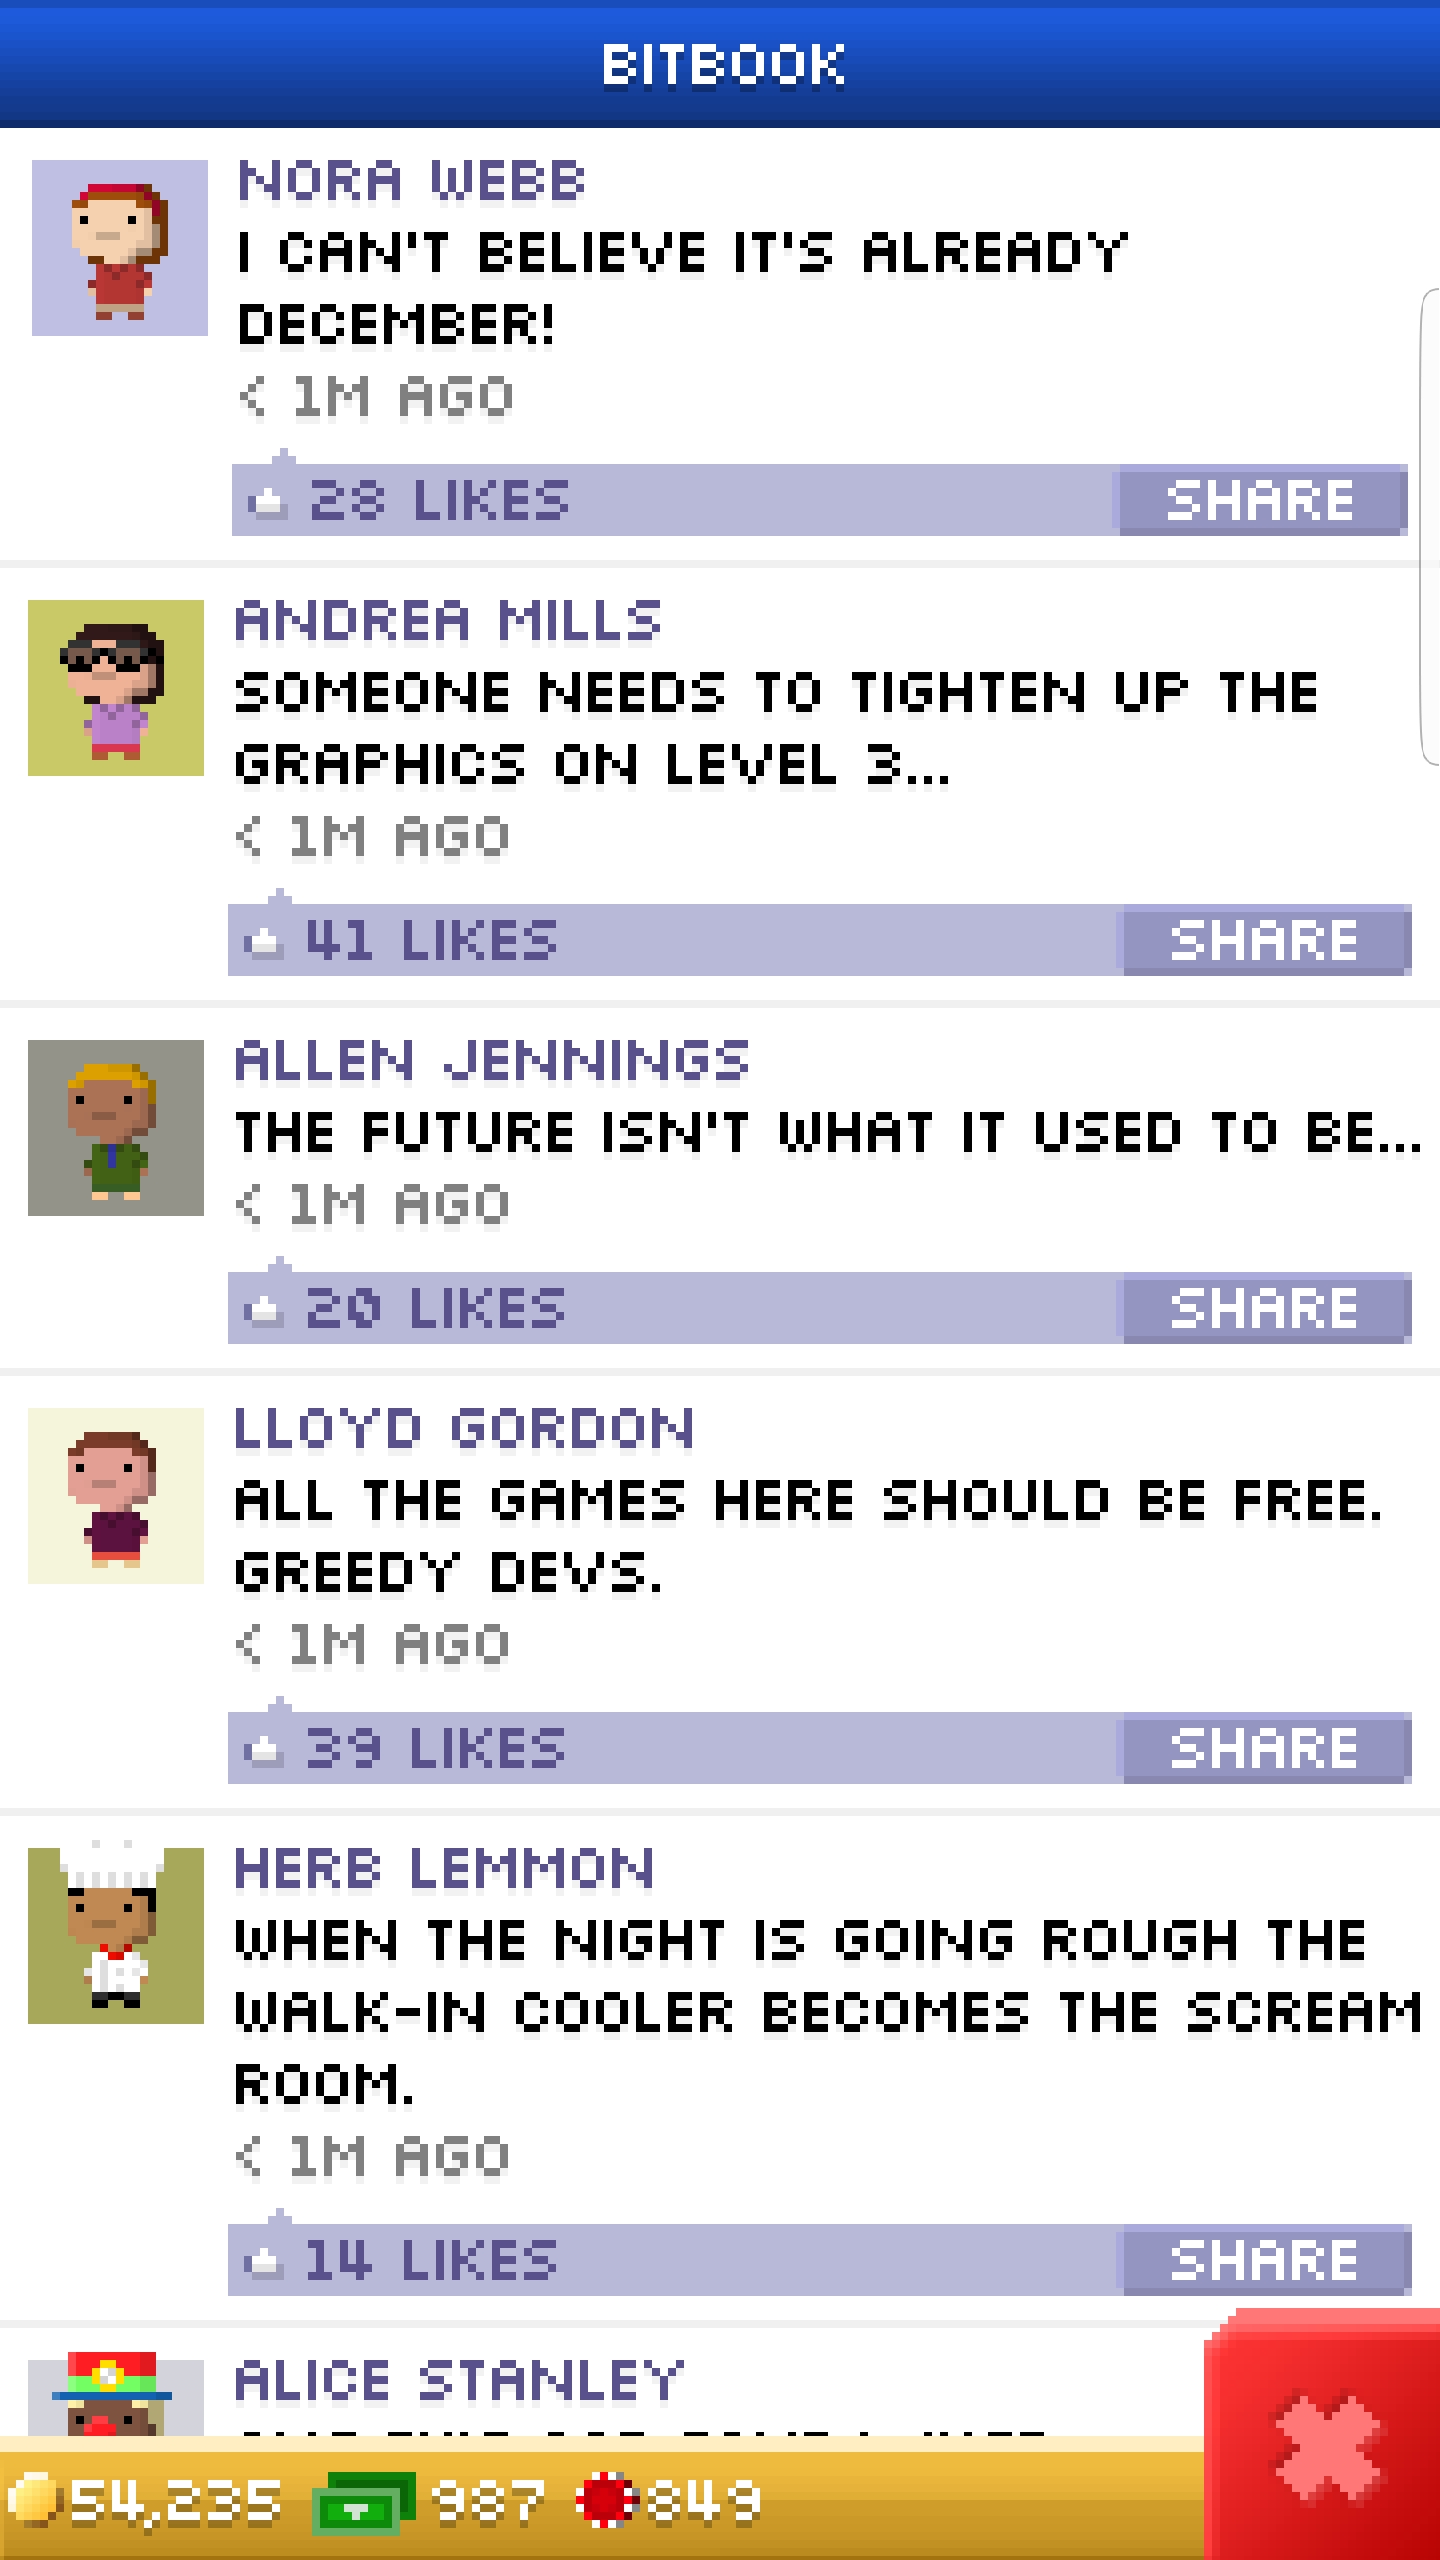 BITBOOK
NORA WEBB
I CAN'T BELIEVE IT'S ALREADY
DECEMBER!
< 1M AGO
28 LIKES SHARE
ANDREA MILLS
SOMEONE NEEDS TO TIGHTEN UP THE
GRAPHICS ON LEVEL 3...
< 1M AGO
41 LIKES SHARE
ALLEN JENNINGS
THE FUTURE ISN'T WHAT IT USED TO BE...
< 1M AGO
20 LIKES SHARE
LLOYD GORDON
ALL THE GAMES HERE SHOULD BE FREE.
GREEDY DEVS.
< 1M AGO
39 LIKES SHARE
HERB LEMMON
WHEN THE NIGHT IS GOING ROUGH THE
WALK-IN COOLER BECOMES THE SCREAM
ROOM.
< 1M AGO
14 LIKES SHARE
ALICE STANLEY
54,235 987 849